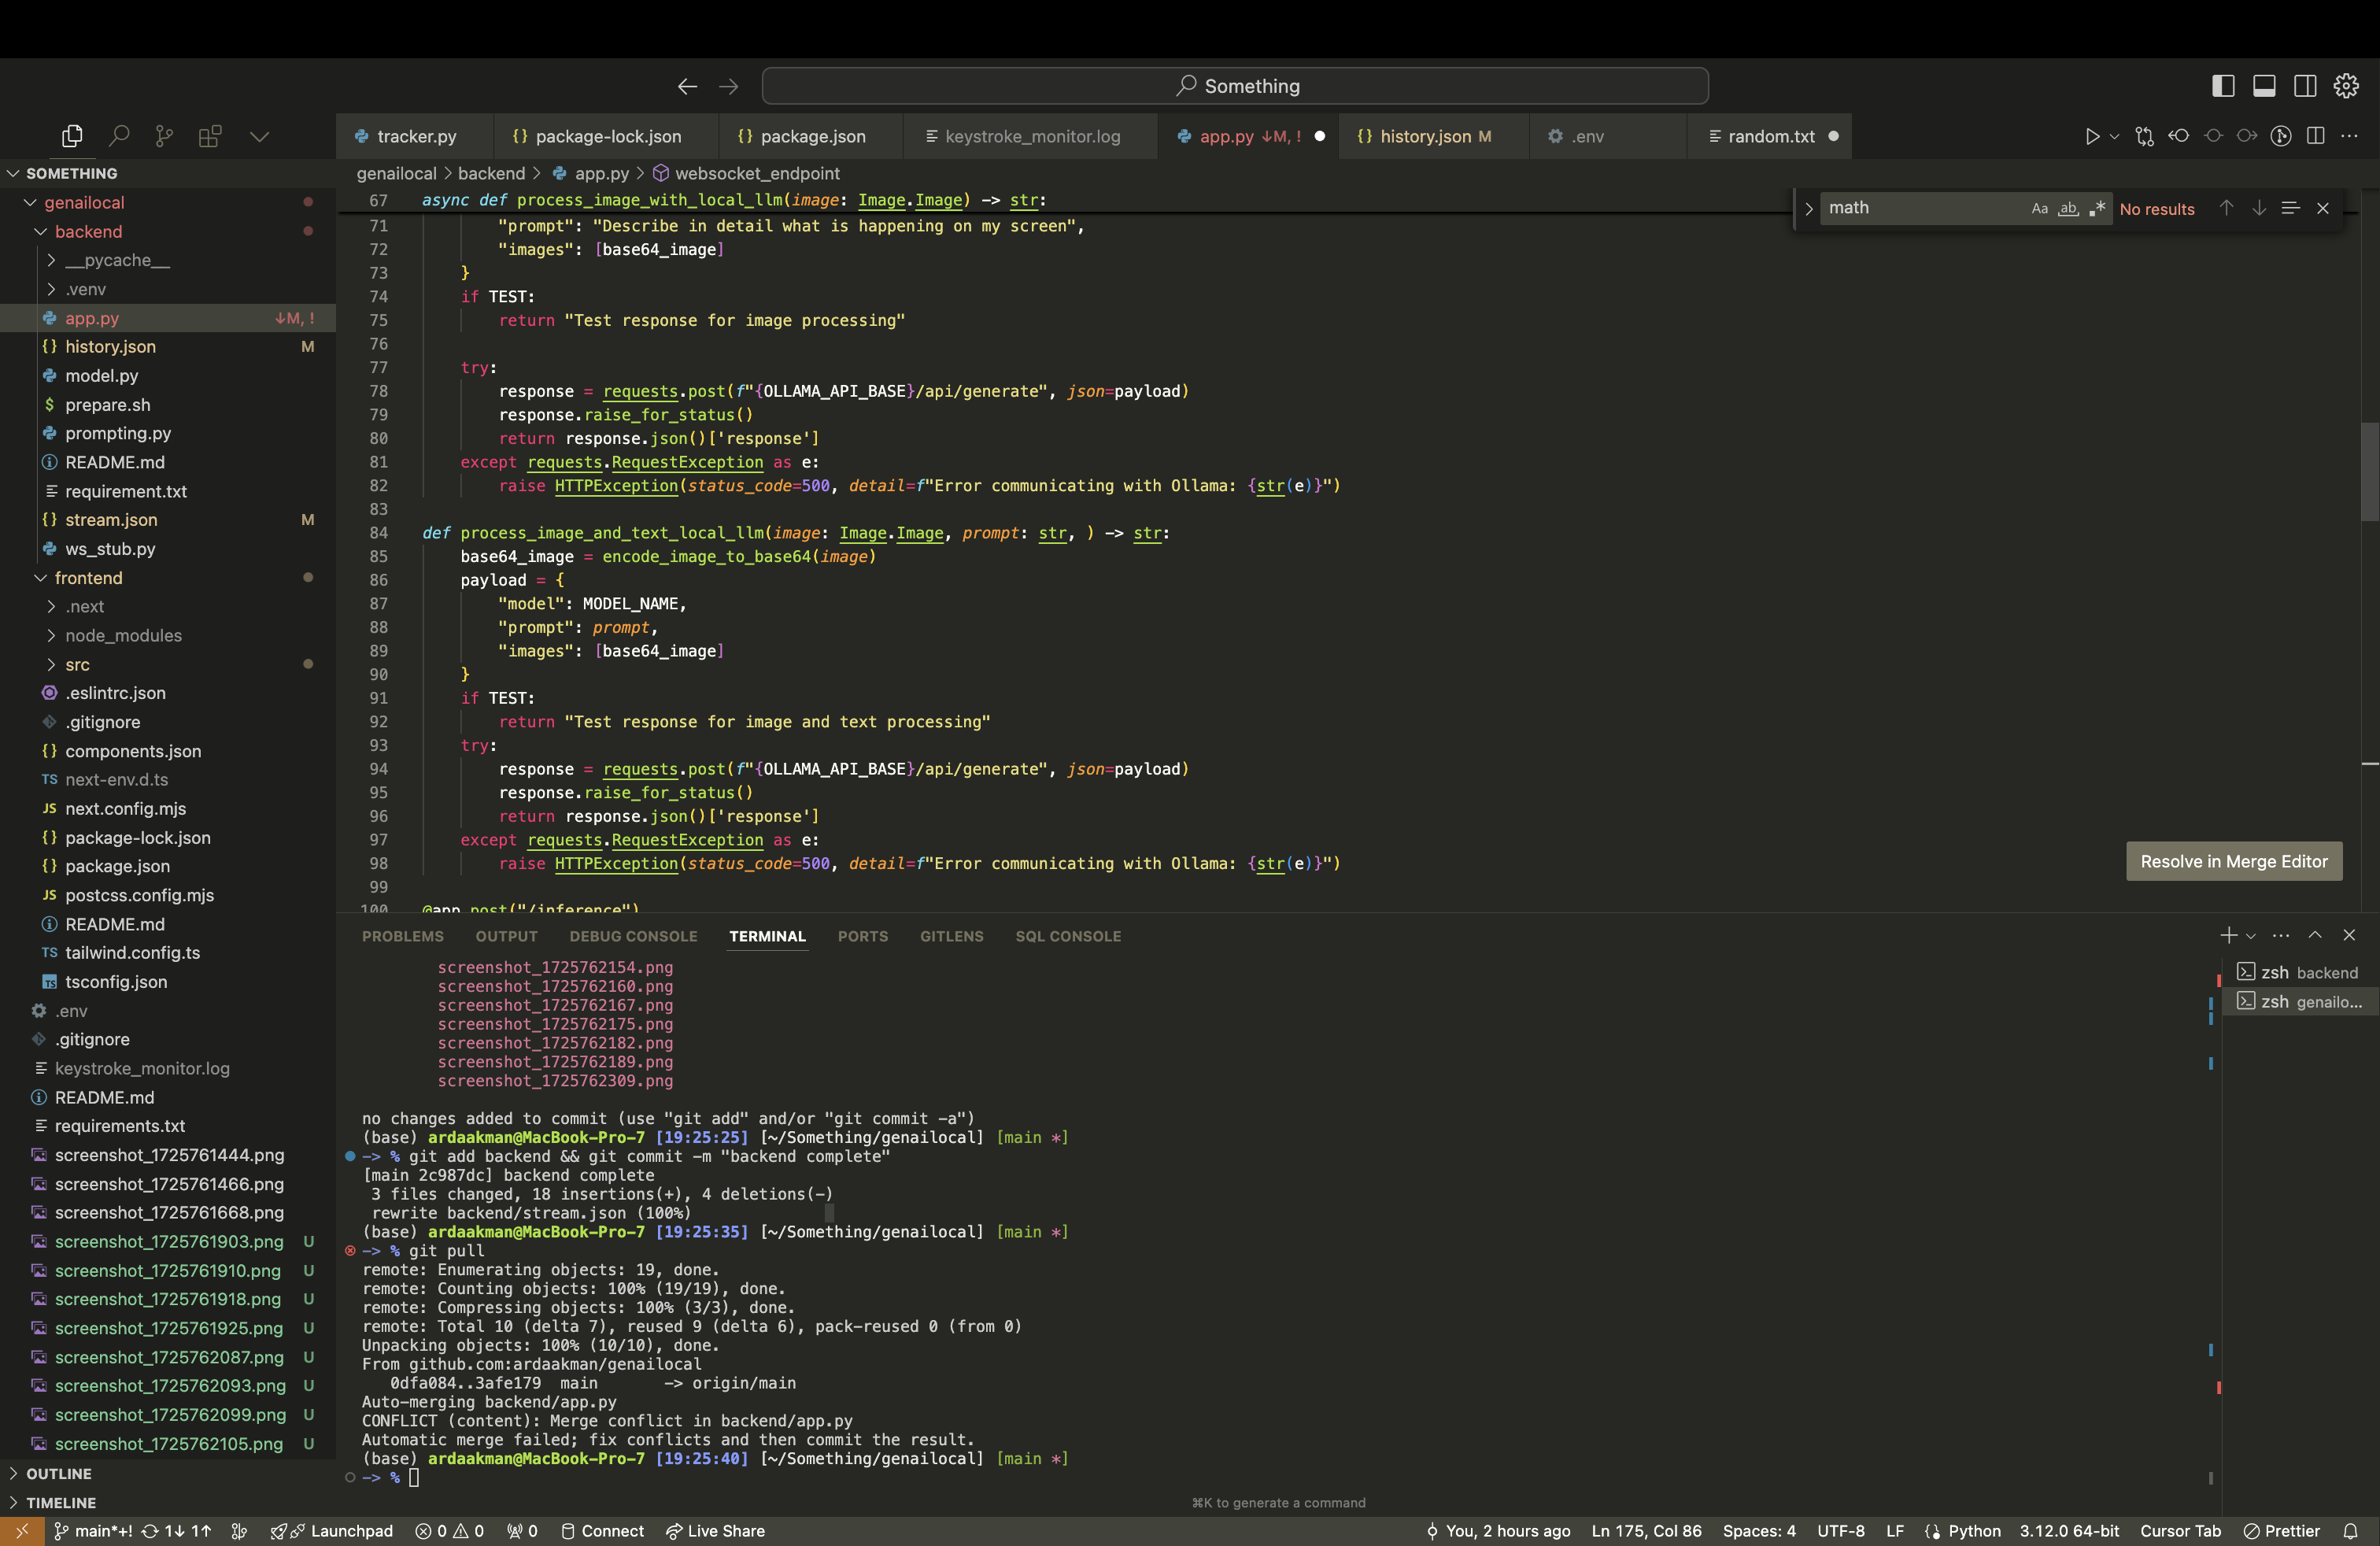 Something
tracker.py
package-lock.json
package.json
keystroke_monitor.log
app.py ↓M, !
history.json M
.env
random.txt
SOMETHING
genailocal > backend > app.py > websocket_endpoint
math
Aa ab .* No results
genailocal
backend
__pycache__
.venv
app.py ↓M, !
history.json M
model.py
prepare.sh
prompting.py
README.md
requirement.txt
stream.json M
ws_stub.py
frontend
.next
node_modules
src
.eslintrc.json
.gitignore
components.json
TS next-env.d.ts
JS next.config.mjs
package-lock.json
package.json
JS postcss.config.mjs
README.md
TS tailwind.config.ts
tsconfig.json
.env
.gitignore
keystroke_monitor.log
README.md
requirements.txt
screenshot_1725761444.png
screenshot_1725761466.png
screenshot_1725761668.png
screenshot_1725761903.png U
screenshot_1725761910.png U
screenshot_1725761918.png U
screenshot_1725761925.png U
screenshot_1725762087.png U
screenshot_1725762093.png U
screenshot_1725762099.png U
screenshot_1725762105.png U
OUTLINE
TIMELINE
67 async def process_image_with_local_llm(image: Image.Image) -> str:
71 "prompt": "Describe in detail what is happening on my screen",
72 "images": [base64_image]
73 }
74 if TEST:
75 return "Test response for image processing"
76
77 try:
78 response = requests.post(f"{OLLAMA_API_BASE}/api/generate", json=payload)
79 response.raise_for_status()
80 return response.json()['response']
81 except requests.RequestException as e:
82 raise HTTPException(status_code=500, detail=f"Error communicating with Ollama: {str(e)}")
83
84 def process_image_and_text_local_llm(image: Image.Image, prompt: str, ) -> str:
85 base64_image = encode_image_to_base64(image)
86 payload = {
87 "model": MODEL_NAME,
88 "prompt": prompt,
89 "images": [base64_image]
90 }
91 if TEST:
92 return "Test response for image and text processing"
93 try:
94 response = requests.post(f"{OLLAMA_API_BASE}/api/generate", json=payload)
95 response.raise_for_status()
96 return response.json()['response']
97 except requests.RequestException as e:
98 raise HTTPException(status_code=500, detail=f"Error communicating with Ollama: {str(e)}")
99
100 @app.post("/inference")
Resolve in Merge Editor
PROBLEMS OUTPUT DEBUG CONSOLE TERMINAL PORTS GITLENS SQL CONSOLE
zsh backend
zsh genailo...
screenshot_1725762154.png
screenshot_1725762160.png
screenshot_1725762167.png
screenshot_1725762175.png
screenshot_1725762182.png
screenshot_1725762189.png
screenshot_1725762309.png
no changes added to commit (use "git add" and/or "git commit -a")
(base) ardaakman@MacBook-Pro-7 [19:25:25] [~/Something/genailocal] [main *]
-> % git add backend && git commit -m "backend complete"
[main 2c987dc] backend complete
3 files changed, 18 insertions(+), 4 deletions(-)
rewrite backend/stream.json (100%)
(base) ardaakman@MacBook-Pro-7 [19:25:35] [~/Something/genailocal] [main *]
-> % git pull
remote: Enumerating objects: 19, done.
remote: Counting objects: 100% (19/19), done.
remote: Compressing objects: 100% (3/3), done.
remote: Total 10 (delta 7), reused 9 (delta 6), pack-reused 0 (from 0)
Unpacking objects: 100% (10/10), done.
From github.com:ardaakman/genailocal
0dfa084..3afe179 main -> origin/main
Auto-merging backend/app.py
CONFLICT (content): Merge conflict in backend/app.py
Automatic merge failed; fix conflicts and then commit the result.
(base) ardaakman@MacBook-Pro-7 [19:25:40] [~/Something/genailocal] [main *]
-> %
⌘K to generate a command
main*+! 1↓ 1↑ Launchpad 0 0 0 Connect Live Share
You, 2 hours ago Ln 175, Col 86 Spaces: 4 UTF-8 LF Python 3.12.0 64-bit Cursor Tab Prettier